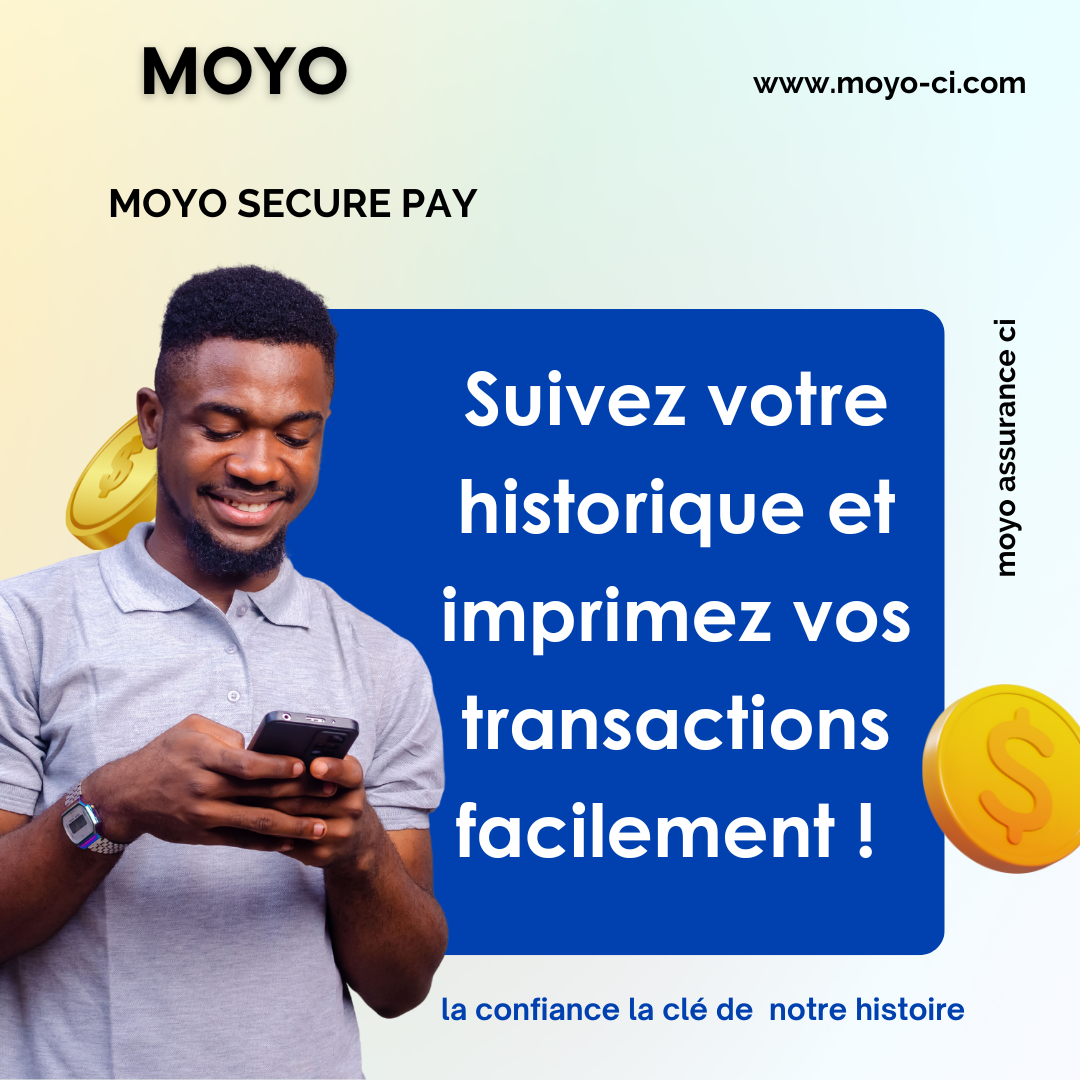 MOYO
www.moyo-ci.com
MOYO SECURE PAY
Suivez votre
historique et
imprimez vos
transactions
facilement !
moyo assurance ci
la confiance la clé de  notre histoire